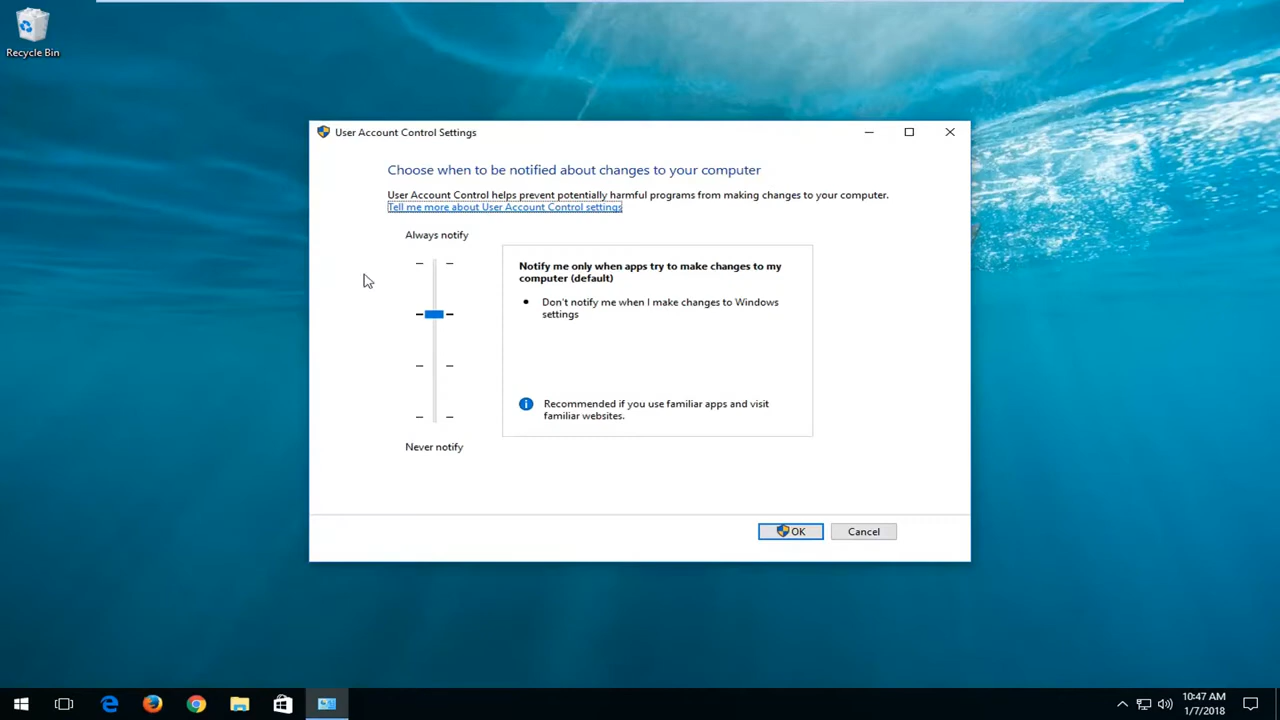 Recycle Bin
User Account Control Settings
Choose when to be notified about changes to your computer
User Account Control helps prevent potentially harmful programs from making changes to your computer.
Tell me more about User Account Control settings
Always notify
Notify me only when apps try to make changes to my
computer (default)
Don't notify me when I make changes to Windows
settings
Recommended if you use familiar apps and visit
familiar websites.
Never notify
OK
Cancel
10:47 AM
1/7/2018